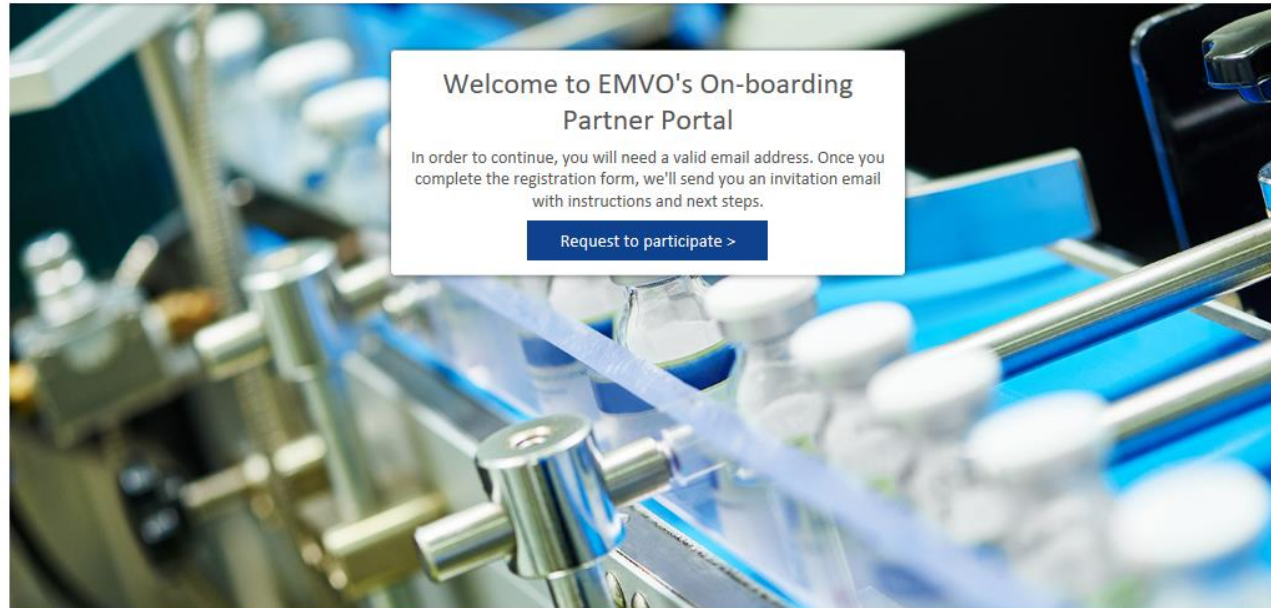 Welcome to EMVO's On-boarding
Partner Portal
In order to continue, you will need a valid email address. Once you
complete the registration form, we'll send you an invitation email
with instructions and next steps.
Request to participate >